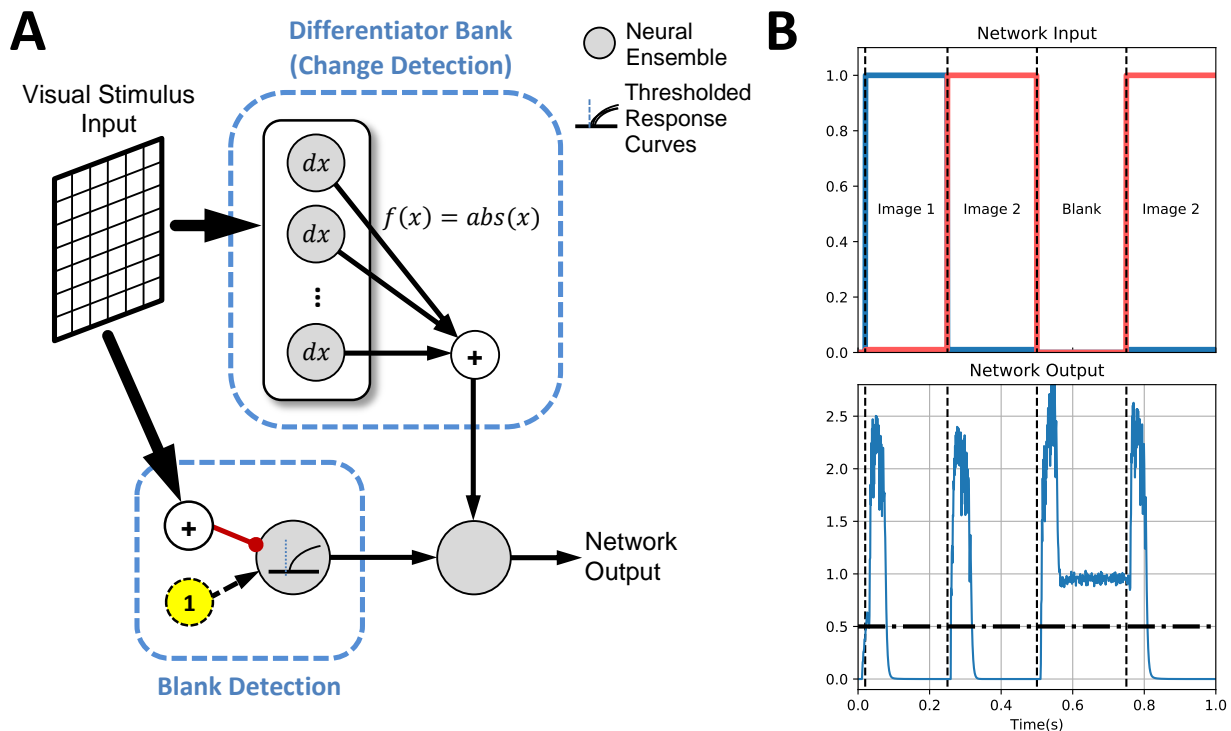 A
Differentiator Bank
(Change Detection)
Neural
Ensemble
Thresholded
Response
Curves
Visual Stimulus
Input
dx
dx
...
dx
f(x) = abs(x)
+
+
1
Network
Output
Blank Detection
B
Network Input
1.0
0.8
0.6
0.4
0.2
0.0
Image 1 Image 2 Blank Image 2
Network Output
2.5
2.0
1.5
1.0
0.5
0.0
0.0 0.2 0.4 0.6 0.8 1.0
Time(s)